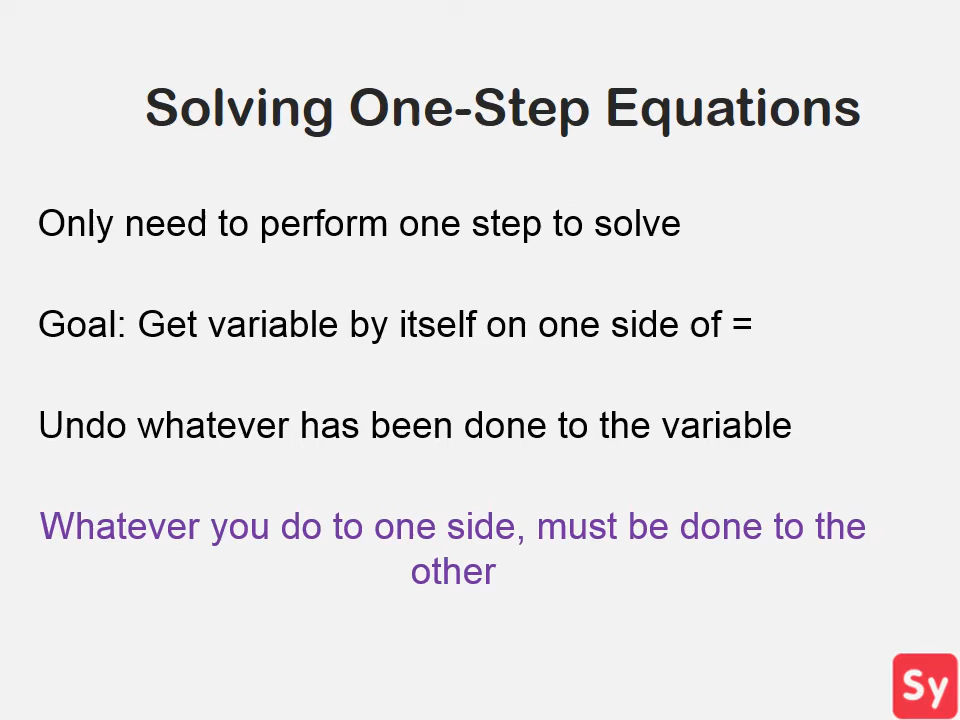 Solving One-Step Equations
Only need to perform one step to solve
Goal: Get variable by itself on one side of =
Undo whatever has been done to the variable
Whatever you do to one side, must be done to the
other
Sy